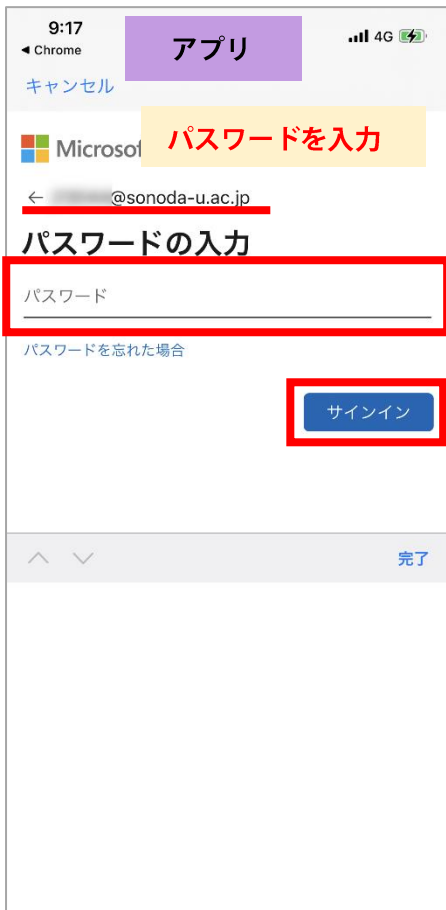 9:17
◀ Chrome
アプリ
4G
キャンセル
パスワードを入力
Microsof
← @sonoda-u.ac.jp
パスワードの入力
パスワード
パスワードを忘れた場合
サインイン
完了